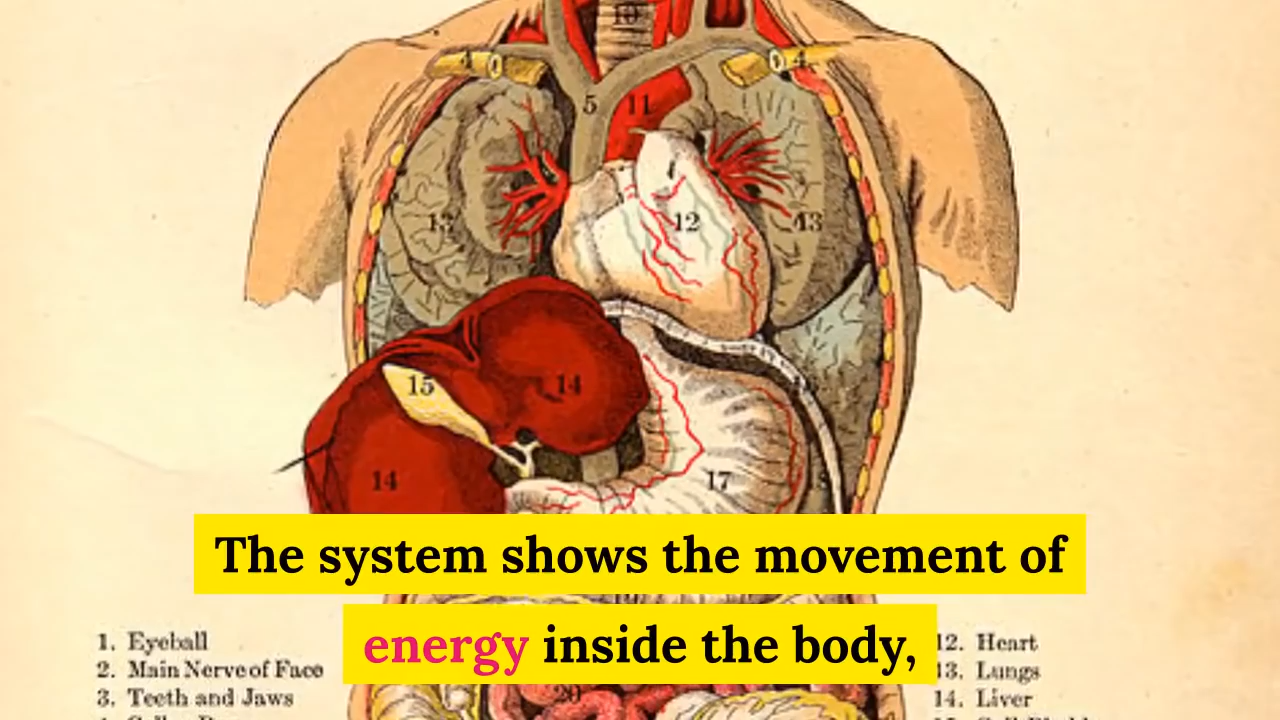 10
4
4
5
11
13
12
13
15
14
14
17
The system shows the movement of
energy inside the body,
1. Eyeball
2. Main Nerve of Face
3. Teeth and Jaws
12. Heart
13. Lungs
14. Liver
20